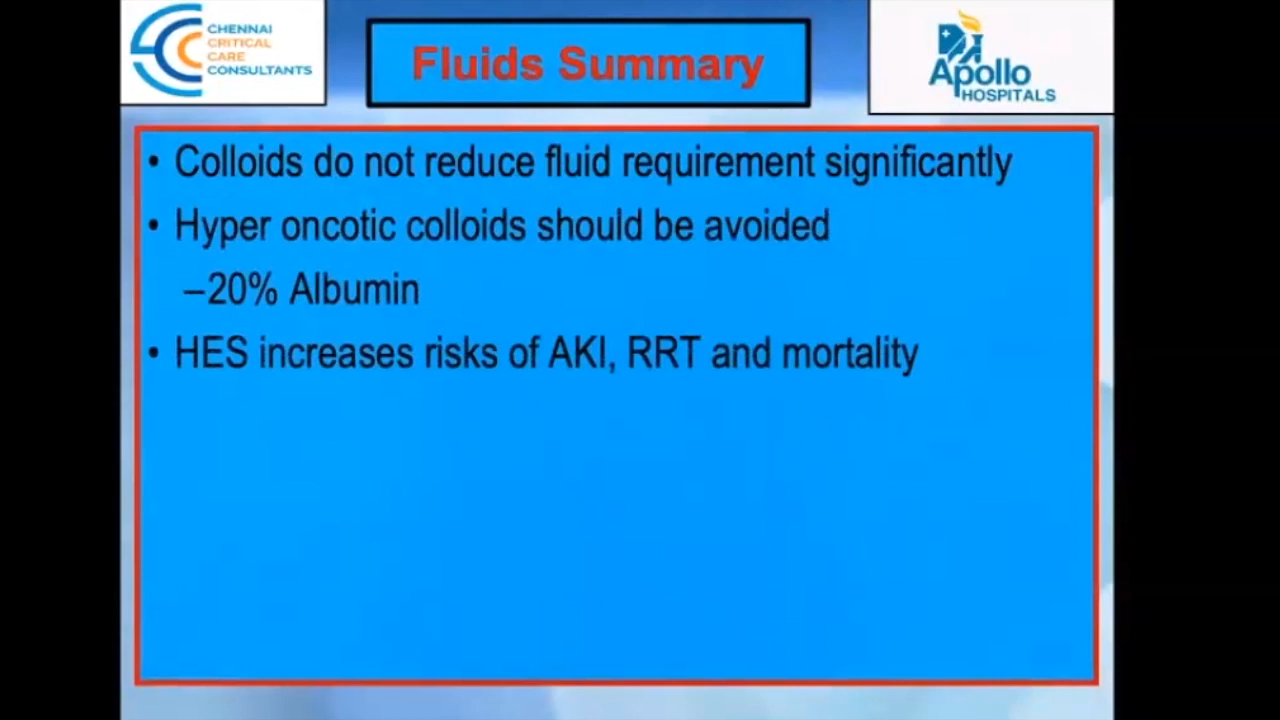 CHENNAI
CRITICAL
CARE
CONSULTANTS
Fluids Summary
Apollo
HOSPITALS
• Colloids do not reduce fluid requirement significantly
• Hyper oncotic colloids should be avoided
–20% Albumin
• HES increases risks of AKI, RRT and mortality